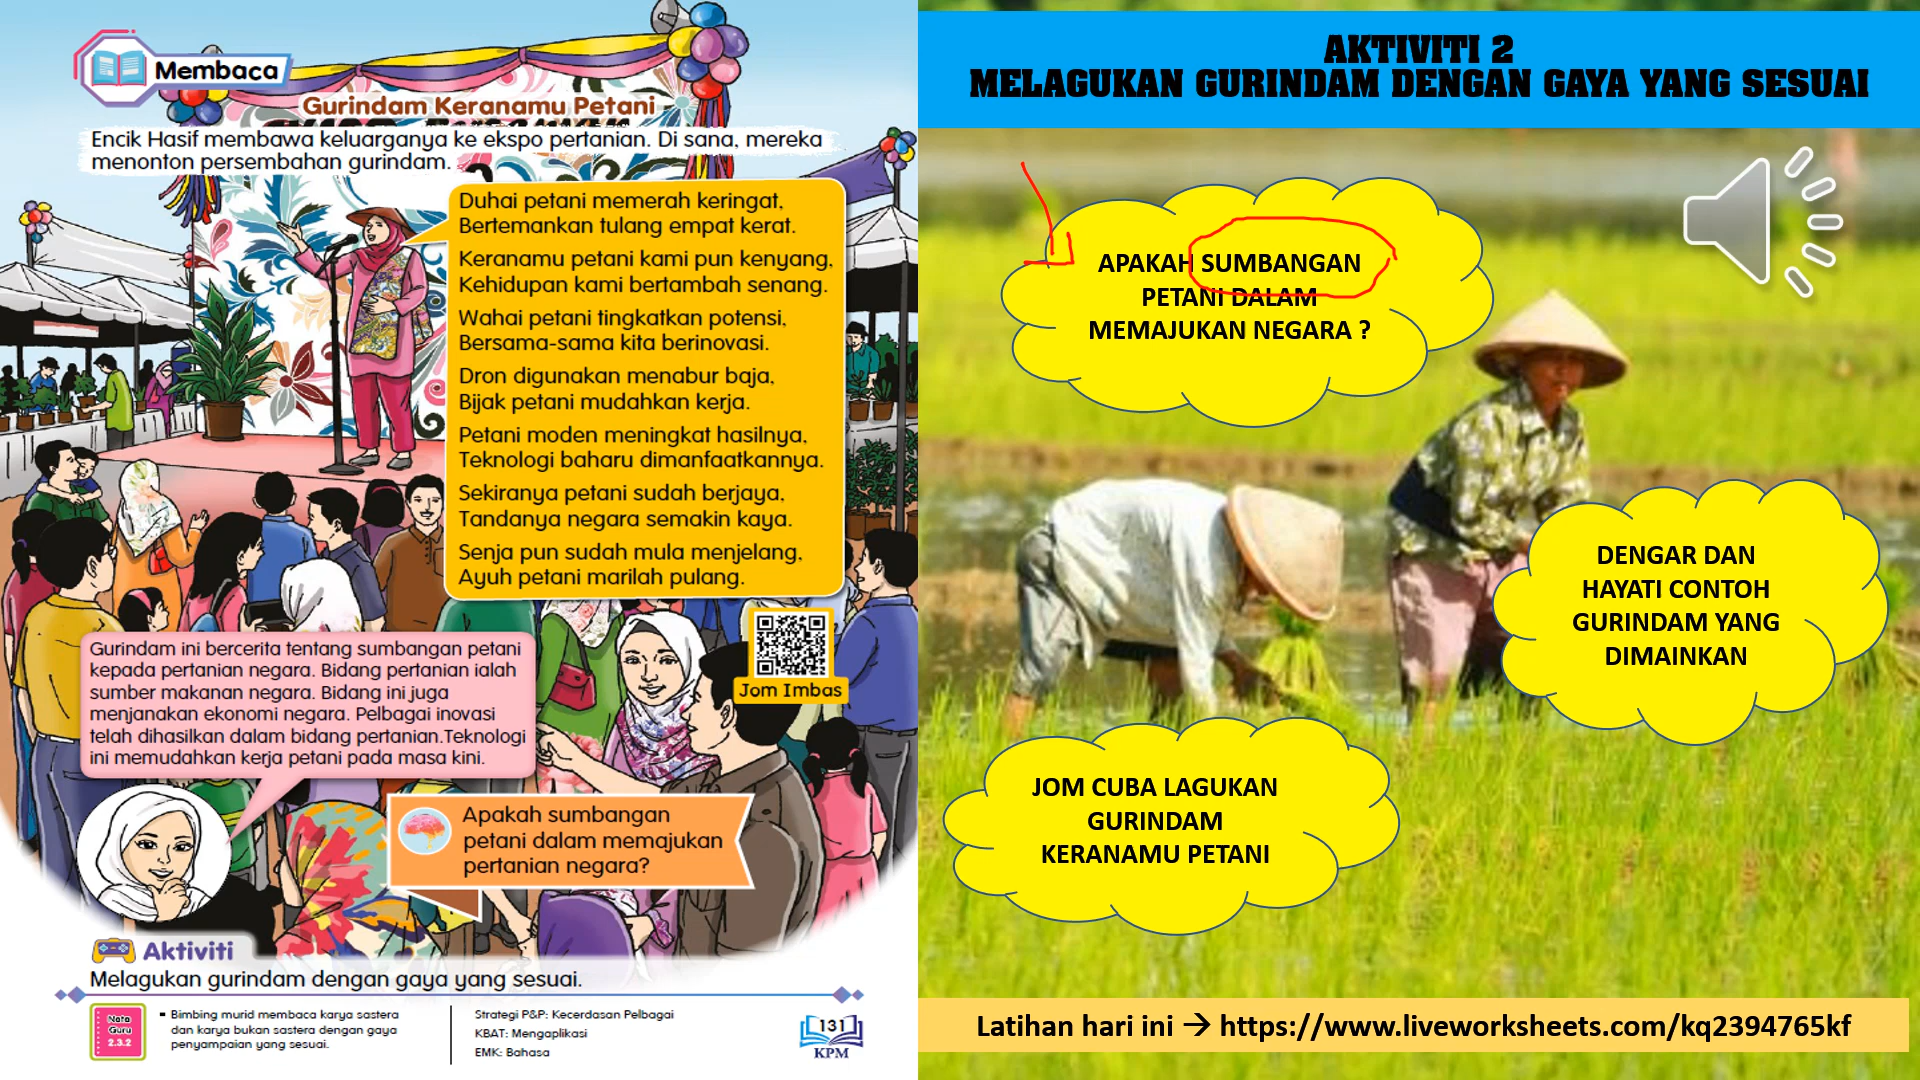 Membaca
Gurindam Keranamu Petani
Encik Hasif membawa keluarganya ke ekspo pertanian. Di sana, mereka
menonton persembahan gurindam.
Duhai petani memerah keringat,
Bertemankan tulang empat kerat.
Keranamu petani kami pun kenyang,
Kehidupan kami bertambah senang.
Wahai petani tingkatkan potensi,
Bersama-sama kita berinovasi.
Dron digunakan menabur baja,
Bijak petani mudahkan kerja.
Petani moden meningkat hasilnya,
Teknologi baharu dimanfaatkannya.
Sekiranya petani sudah berjaya,
Tandanya negara semakin kaya.
Senja pun sudah mula menjelang,
Ayuh petani marilah pulang.
Jom Imbas
Gurindam ini bercerita tentang sumbangan petani
kepada pertanian negara. Bidang pertanian ialah
sumber makanan negara. Bidang ini juga
menjanakan ekonomi negara. Pelbagai inovasi
telah dihasilkan dalam bidang pertanian.Teknologi
ini memudahkan kerja petani pada masa kini.
Apakah sumbangan
petani dalam memajukan
pertanian negara?
Aktiviti
Melagukan gurindam dengan gaya yang sesuai.
Nota
Guru
2.3.2
- Bimbing murid membaca karya sastera
dan karya bukan sastera dengan gaya
penyampaian yang sesuai.
Strategi P&P: Kecerdasan Pelbagai
KBAT: Mengaplikasi
EMK: Bahasa
131
KPM
AKTIVITI 2
MELAGUKAN GURINDAM DENGAN GAYA YANG SESUAI
APAKAH SUMBANGAN
PETANI DALAM
MEMAJUKAN NEGARA ?
DENGAR DAN
HAYATI CONTOH
GURINDAM YANG
DIMAINKAN
JOM CUBA LAGUKAN
GURINDAM
KERANAMU PETANI
Latihan hari ini → https://www.liveworksheets.com/kq2394765kf